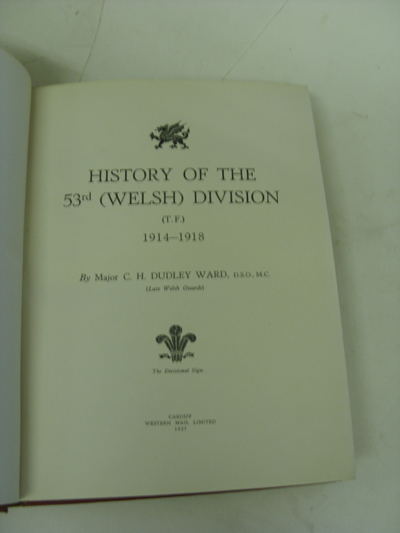 HISTORY OF THE
53rd (WELSH) DIVISION
(T.F.)
1914–1918
By Major C. H. DUDLEY WARD, D.S.O., M.C.
(Late Welsh Guards)
The Divisional Sign.
CARDIFF
WESTERN MAIL LIMITED
1927